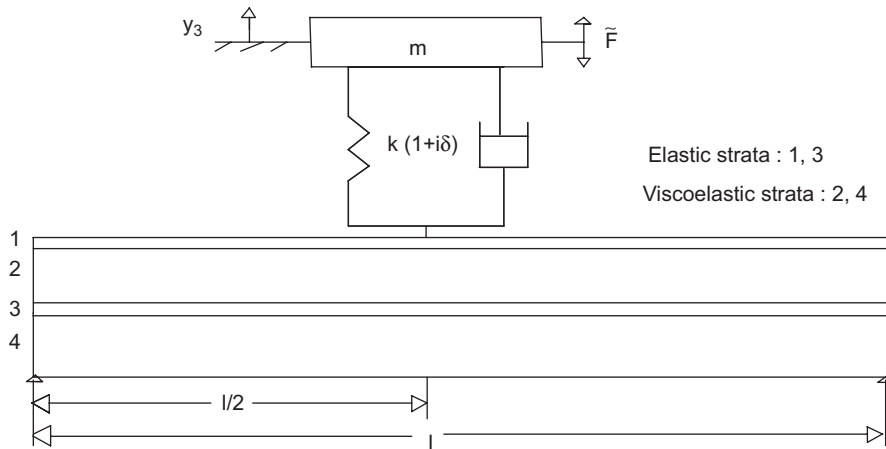 y₃
m
F̃
k (1+iδ)
Elastic strata : 1, 3
Viscoelastic strata : 2, 4
1
2
3
4
l/2
l